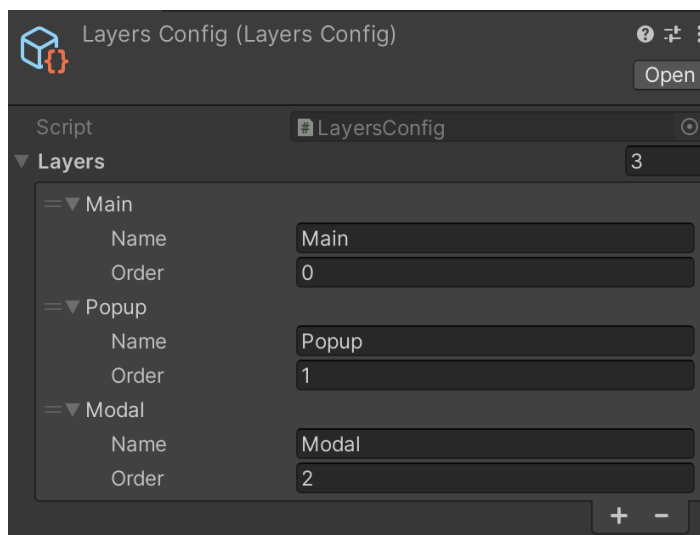 Layers Config (Layers Config)
Open
Script LayersConfig
Layers 3
Main
Name Main
Order 0
Popup
Name Popup
Order 1
Modal
Name Modal
Order 2